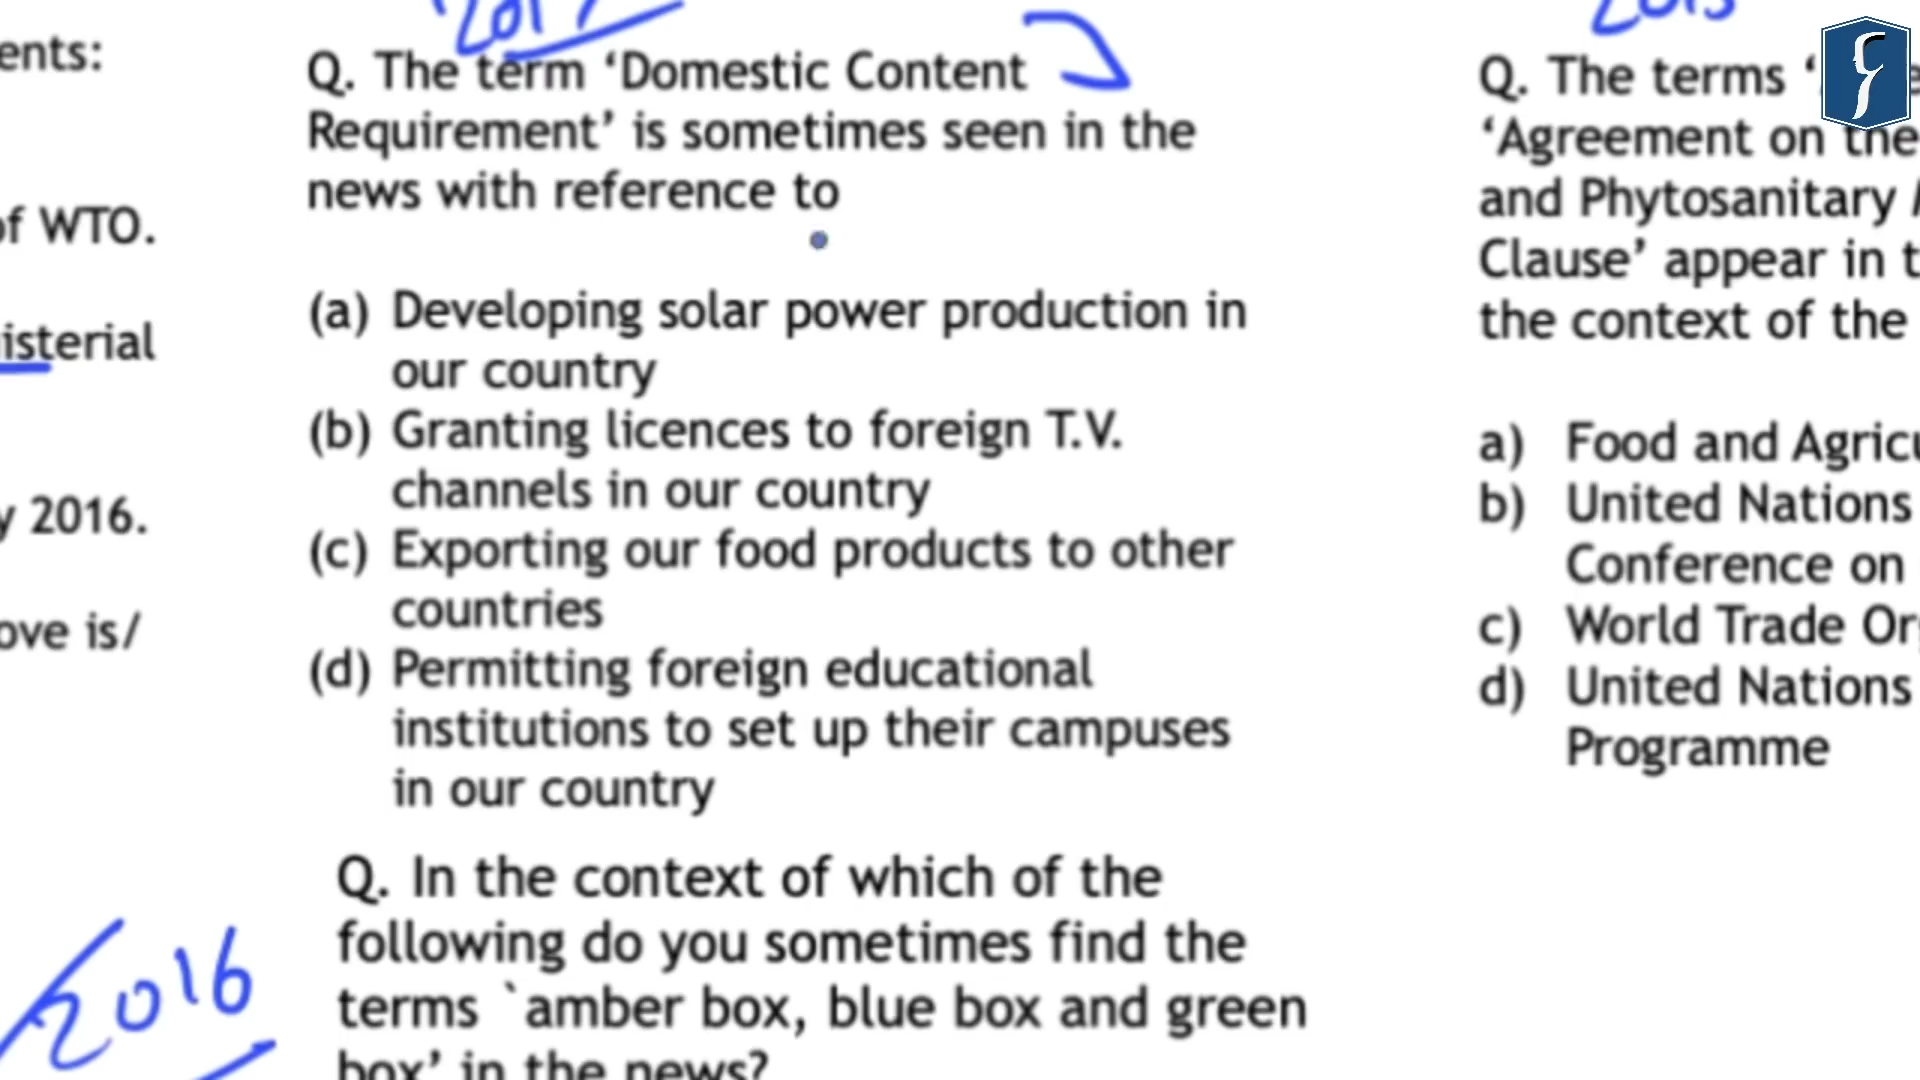 ents:
of WTO.
isterial
y 2016.
ove is/
2016
2017
Q. The term ‘Domestic Content
Requirement’ is sometimes seen in the
news with reference to
(a) Developing solar power production in
our country
(b) Granting licences to foreign T.V.
channels in our country
(c) Exporting our food products to other
countries
(d) Permitting foreign educational
institutions to set up their campuses
in our country
Q. In the context of which of the
following do you sometimes find the
terms `amber box, blue box and green
box’ in the news?
Q. The terms ‘
‘Agreement on the
and Phytosanitary
Clause’ appear in t
the context of the
a) Food and Agricu
b) United Nations
Conference on
c) World Trade Or
d) United Nations
Programme